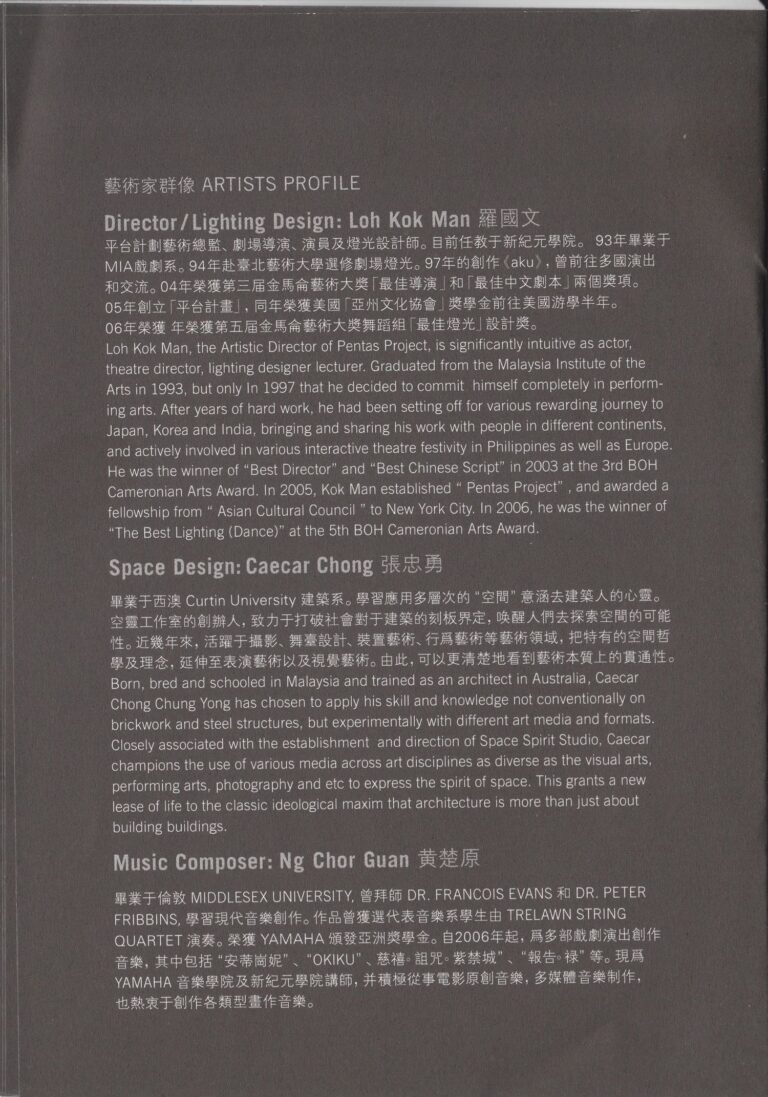 藝術家群像 ARTISTS PROFILE
Director/Lighting Design: Loh Kok Man 羅國文
平台計劃藝術總監、劇場導演、演員及燈光設計師。目前任教于新紀元學院。 93年畢業于
MIA戲劇系。94年赴臺北藝術大學選修劇場燈光。97年的創作《aku》, 曾前往多國演出
和交流。04年榮獲第三届金馬侖藝術大獎「最佳導演」和「最佳中文劇本」兩個獎項。
05年創立「平台計畫」, 同年榮獲美國「亞州文化協會」獎學金前往美國游學半年。
06年榮獲 年榮獲第五届金馬侖藝術大獎舞蹈組「最佳燈光」設計獎。
Loh Kok Man, the Artistic Director of Pentas Project, is significantly intuitive as actor,
theatre director, lighting designer lecturer. Graduated from the Malaysia Institute of the
Arts in 1993, but only In 1997 that he decided to commit himself completely in perform-
ing arts. After years of hard work, he had been setting off for various rewarding journey to
Japan, Korea and India, bringing and sharing his work with people in different continents,
and actively involved in various interactive theatre festivity in Philippines as well as Europe.
He was the winner of “Best Director” and “Best Chinese Script” in 2003 at the 3rd BOH
Cameronian Arts Award. In 2005, Kok Man established “ Pentas Project” , and awarded a
fellowship from “ Asian Cultural Council ” to New York City. In 2006, he was the winner of
“The Best Lighting (Dance)” at the 5th BOH Cameronian Arts Award.
Space Design: Caecar Chong 張忠勇
畢業于西澳 Curtin University 建築系。學習應用多層次的 “空間” 意涵去建築人的心靈。
空靈工作室的創辦人, 致力于打破社會對于建築的刻板界定, 唤醒人們去探索空間的可能
性。近幾年來, 活躍于攝影、舞臺設計、裝置藝術、行爲藝術等藝術領域, 把特有的空間哲
學及理念, 延伸至表演藝術以及視覺藝術。由此, 可以更清楚地看到藝術本質上的貫通性。
Born, bred and schooled in Malaysia and trained as an architect in Australia, Caecar
Chong Chung Yong has chosen to apply his skill and knowledge not conventionally on
brickwork and steel structures, but experimentally with different art media and formats.
Closely associated with the establishment and direction of Space Spirit Studio, Caecar
champions the use of various media across art disciplines as diverse as the visual arts,
performing arts, photography and etc to express the spirit of space. This grants a new
lease of life to the classic ideological maxim that architecture is more than just about
building buildings.
Music Composer: Ng Chor Guan 黄楚原
畢業于倫敦 MIDDLESEX UNIVERSITY, 曾拜師 DR. FRANCOIS EVANS 和 DR. PETER
FRIBBINS, 學習現代音樂創作。作品曾獲選代表音樂系學生由 TRELAWN STRING
QUARTET 演奏。榮獲 YAMAHA 頒發亞洲獎學金。自2006年起, 爲多部戲劇演出創作
音樂, 其中包括 “安蒂崗妮” 、 “OKIKU” 、慈禧◦詛咒◦紫禁城” 、 “報告◦禄” 等。現爲
YAMAHA 音樂學院及新紀元學院講師, 并積極從事電影原創音樂, 多媒體音樂制作,
也熱衷于創作各類型畫作音樂。